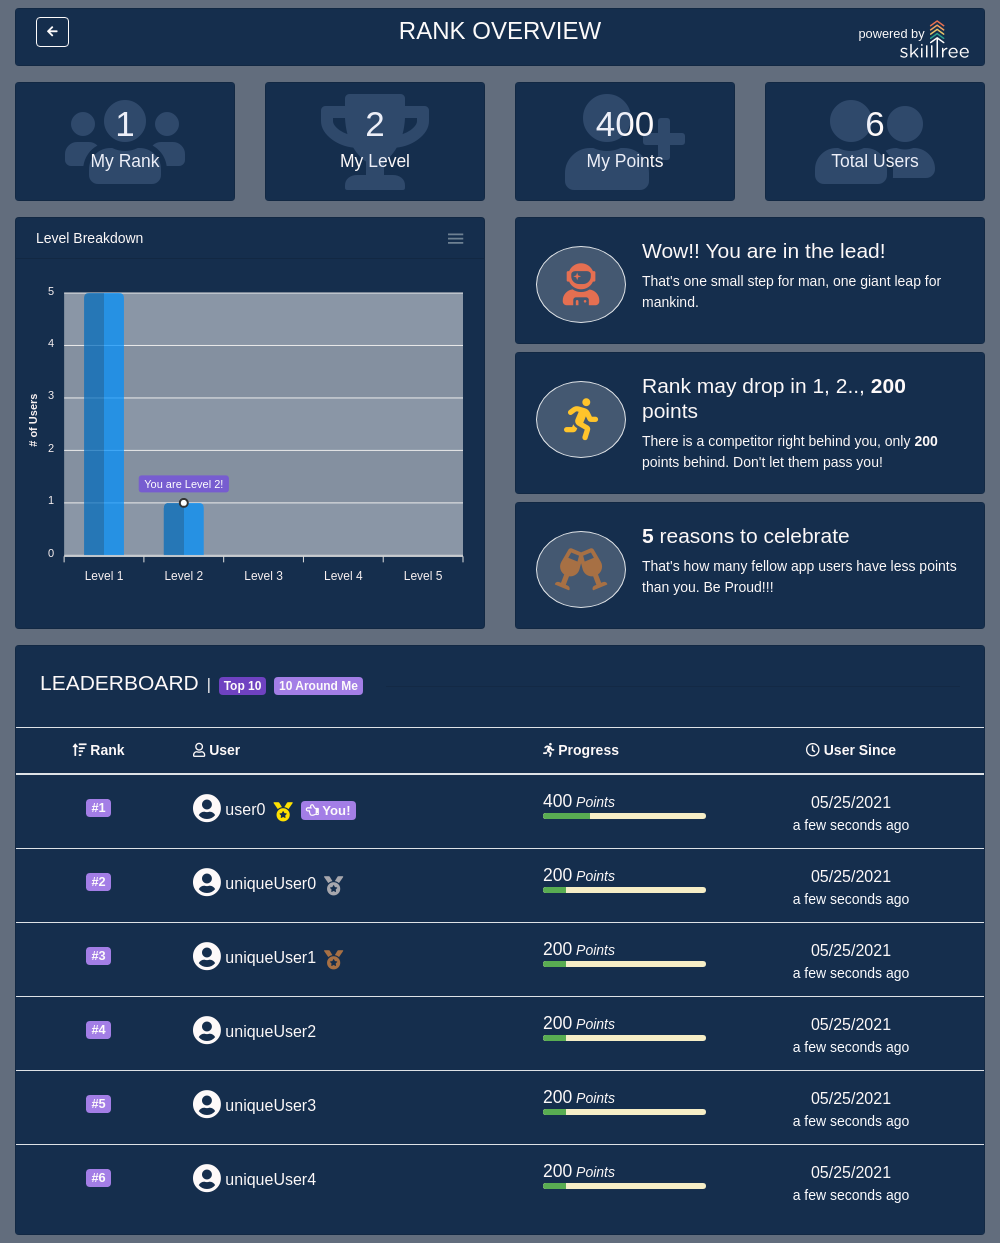 RANK OVERVIEW
powered by
skilltree
1
My Rank
2
My Level
400
My Points
6
Total Users
Level Breakdown
5
4
3
2
1
0
# of Users
You are Level 2!
Level 1 Level 2 Level 3 Level 4 Level 5
Wow!! You are in the lead!
That's one small step for man, one giant leap for
mankind.
Rank may drop in 1, 2.., 200
points
There is a competitor right behind you, only 200
points behind. Don't let them pass you!
5 reasons to celebrate
That's how many fellow app users have less points
than you. Be Proud!!!
LEADERBOARD | Top 10 10 Around Me
Rank User Progress User Since
#1 user0 You! 400 Points 05/25/2021
a few seconds ago
#2 uniqueUser0 200 Points 05/25/2021
a few seconds ago
#3 uniqueUser1 200 Points 05/25/2021
a few seconds ago
#4 uniqueUser2 200 Points 05/25/2021
a few seconds ago
#5 uniqueUser3 200 Points 05/25/2021
a few seconds ago
#6 uniqueUser4 200 Points 05/25/2021
a few seconds ago